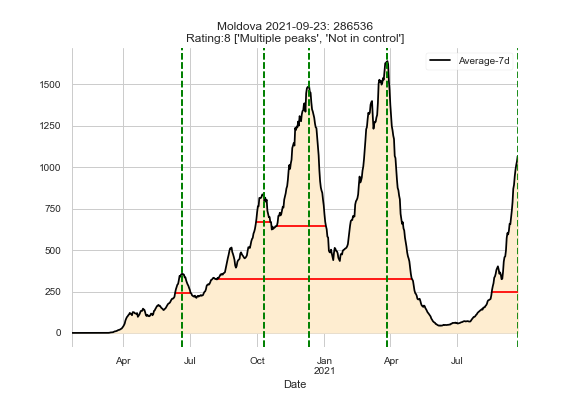 Moldova 2021-09-23: 286536
Rating:8 ['Multiple peaks', 'Not in control']
Average-7d
1500
1250
1000
750
500
250
0
Apr
Jul
Oct
Jan
2021
Apr
Jul
Date